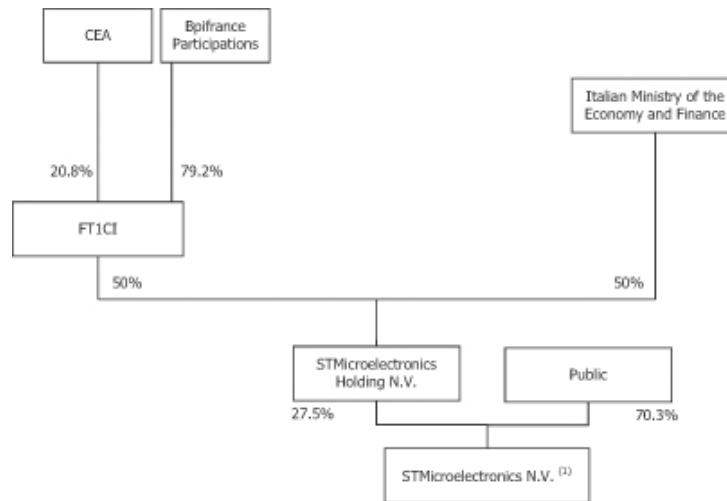 CEA
Bpifrance
Participations
Italian Ministry of the
Economy and Finance
20.8%
79.2%
FT1CI
50%
50%
STMicroelectronics
Holding N.V.
Public
27.5%
70.3%
STMicroelectronics N.V. (1)